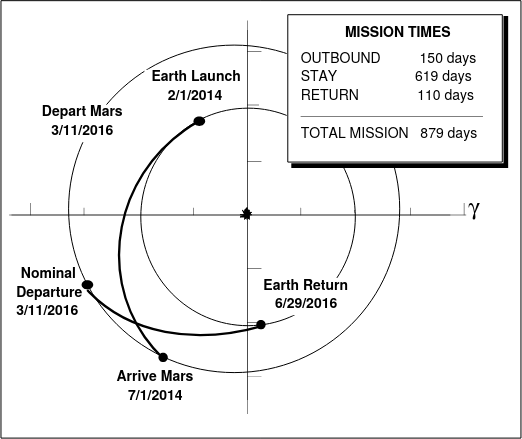 MISSION TIMES
OUTBOUND 150 days
STAY 619 days
RETURN 110 days
TOTAL MISSION 879 days
Earth Launch
2/1/2014
Depart Mars
3/11/2016
γ
Nominal
Departure
3/11/2016
Earth Return
6/29/2016
Arrive Mars
7/1/2014